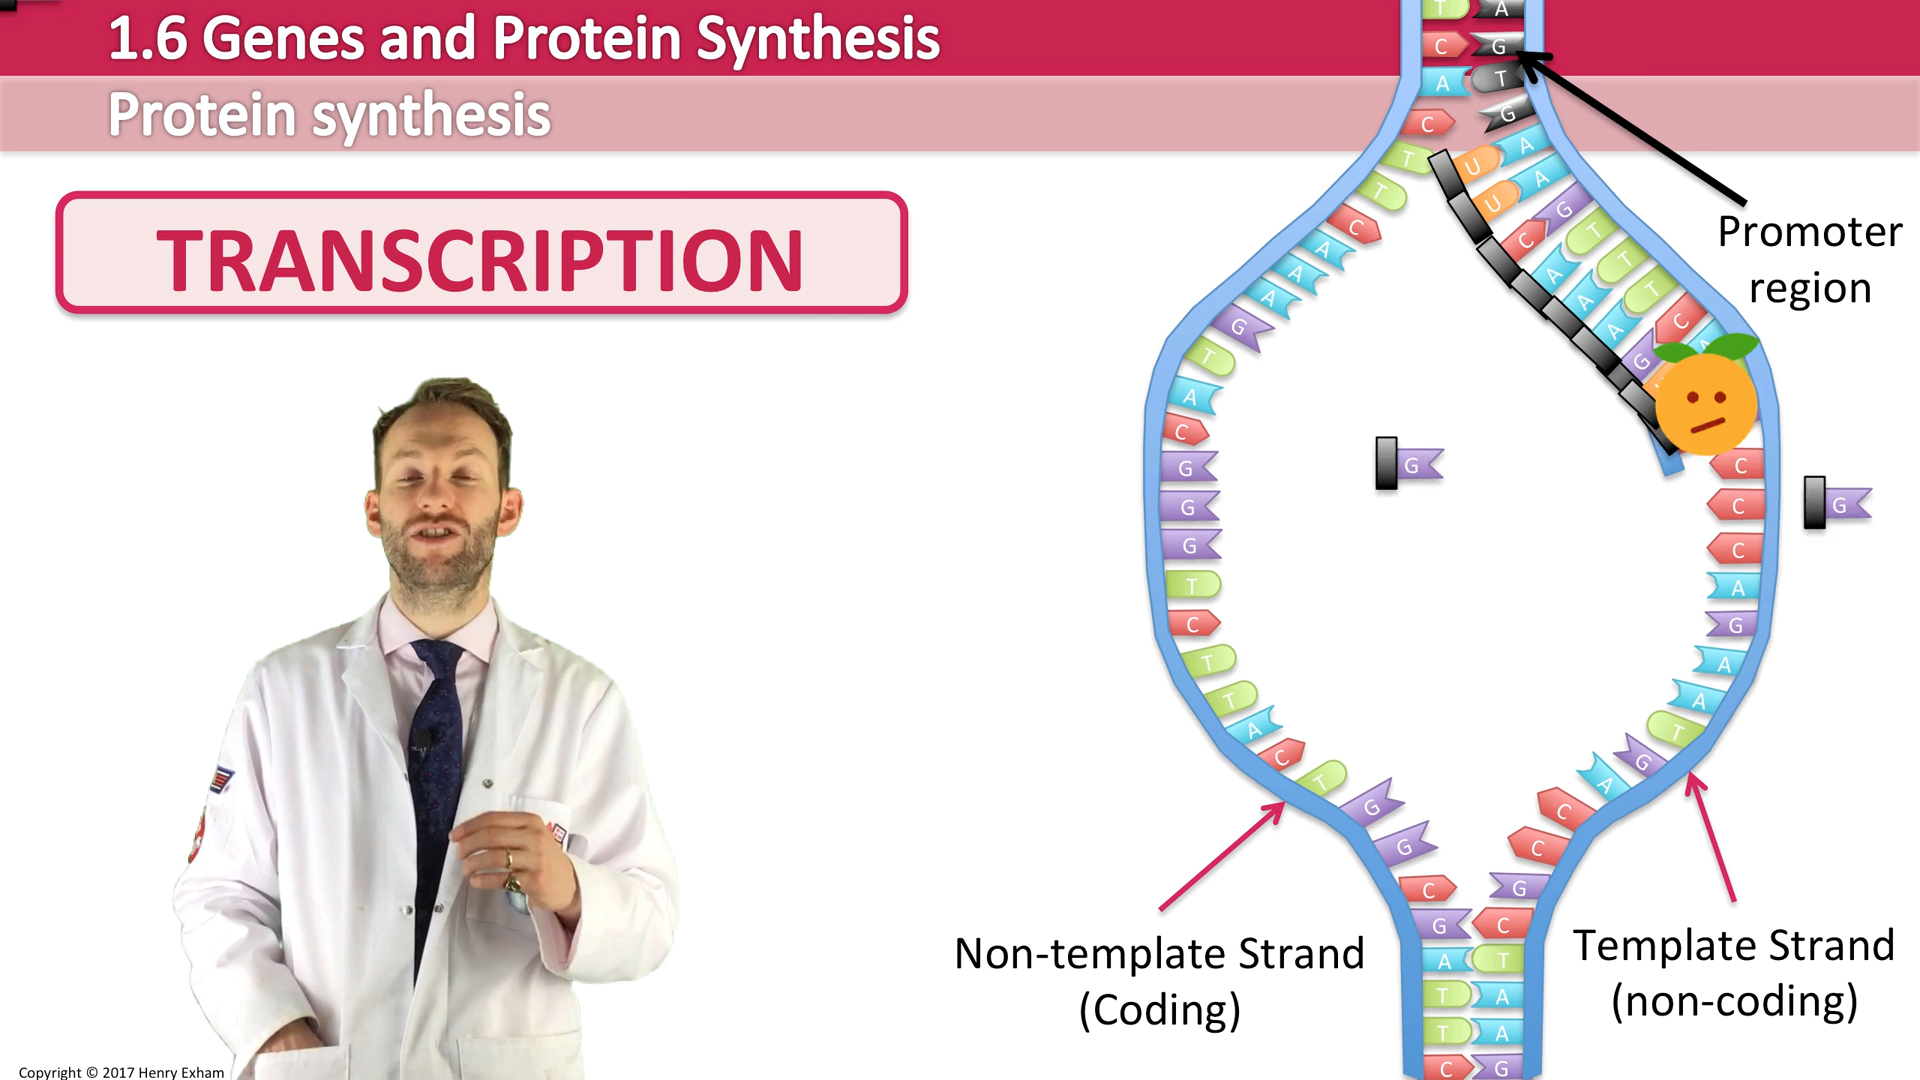 1.6 Genes and Protein Synthesis
Protein synthesis
TRANSCRIPTION
Promoter
region
T A
C G
A T
C G
T U A
T U A
C C G
A A T
A A T
A A T
G G C
T
A
C
G C
G C
G C
T A
C G
T A
T A
A T
C G
T A
G C
G C
C G
G C
A T
T A
T A
C G
G
G
Non-template Strand
(Coding)
Template Strand
(non-coding)
Copyright © 2017 Henry Exham